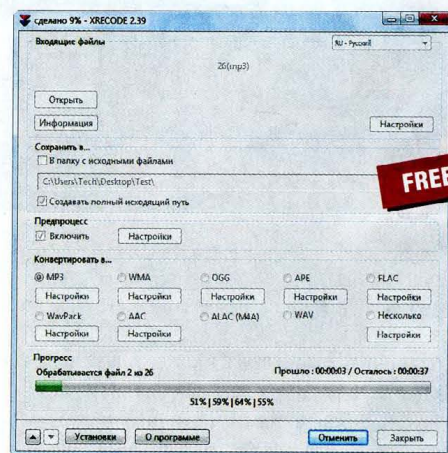 сделано 9% - XRECODE 2.39
Входящие файлы
RU - Русский
26(mp3)
Открыть
Информация
Настройки
Сохранить в...
В папку с исходными файлами
C:\Users\Tech\Desktop\Test\
FREE
Создавать полный исходящий путь
Предпроцесс
Включить
Настройки
Конвертировать в...
MP3 WMA OGG APE FLAC
Настройки Настройки Настройки Настройки Настройки
WavPack AAC ALAC (M4A) WAV Несколько
Настройки Настройки Настройки
Прогресс
Обрабатывается файл 2 из 26 Прошло : 00:00:03 / Осталось : 00:00:37
51% | 59% | 64% | 55%
Установки О программе Отменить Закрыть